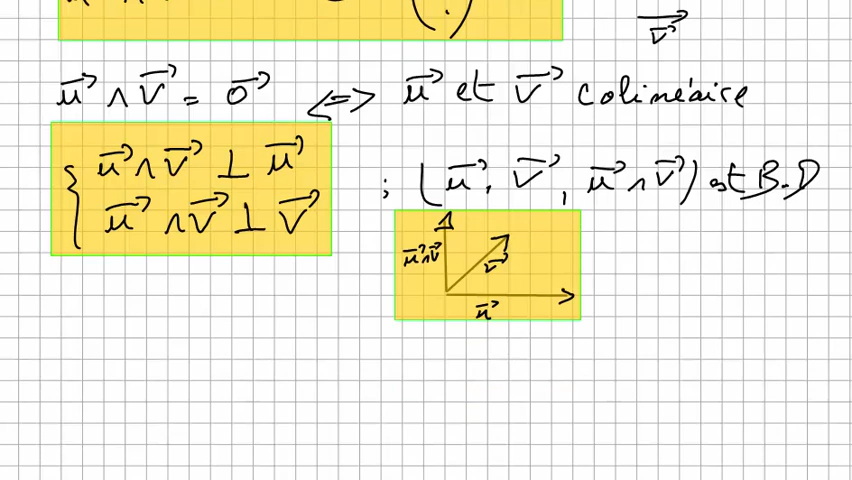 v⃗
u⃗ ∧ v⃗ = 0⃗ <=> u⃗ et v⃗ colinéaire
{ u⃗ ∧ v⃗ ⊥ u⃗
u⃗ ∧ v⃗ ⊥ v⃗
; (u⃗, v⃗, u⃗ ∧ v⃗) est B.D
u⃗ ∧ v⃗
v⃗
u⃗